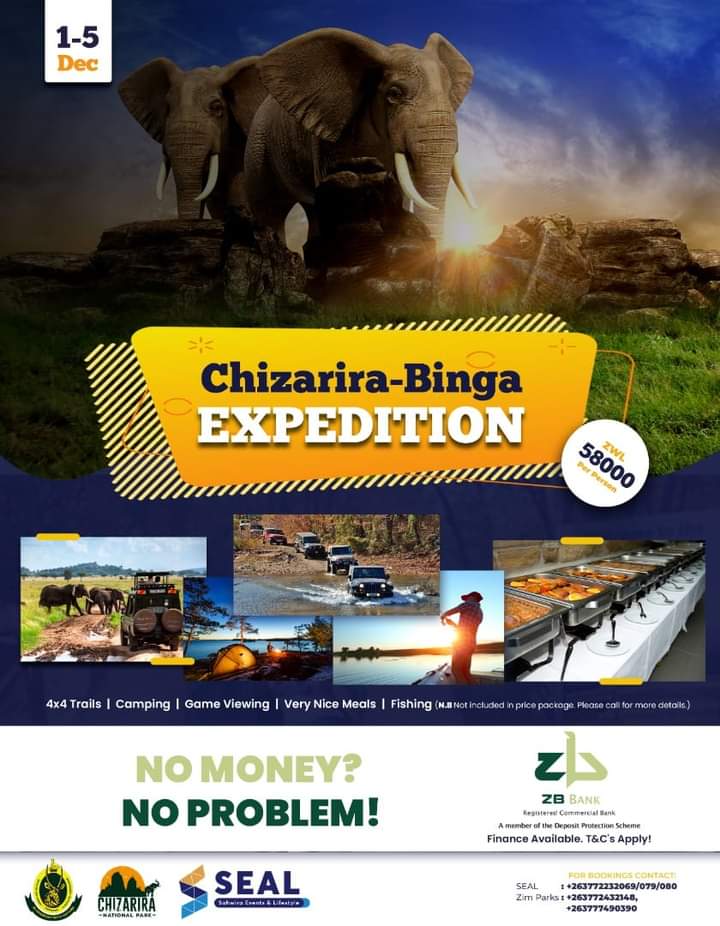 1-5
Dec
Chizarira-Binga
EXPEDITION
ZWL
58000
Per Person
4x4 Trails | Camping | Game Viewing | Very Nice Meals | Fishing (N.B Not included in price package. Please call for more details.)
NO MONEY?
NO PROBLEM!
zb
ZB BANK
Registered Commercial Bank
A member of the Deposit Protection Scheme
Finance Available. T&C's Apply!
CHIZARIRA
NATIONAL PARK
SEAL
Sahwira Events & Lifestyle
FOR BOOKINGS CONTACT:
SEAL : +263772232069/079/080
Zim Parks : +263772432148,
+263777490390